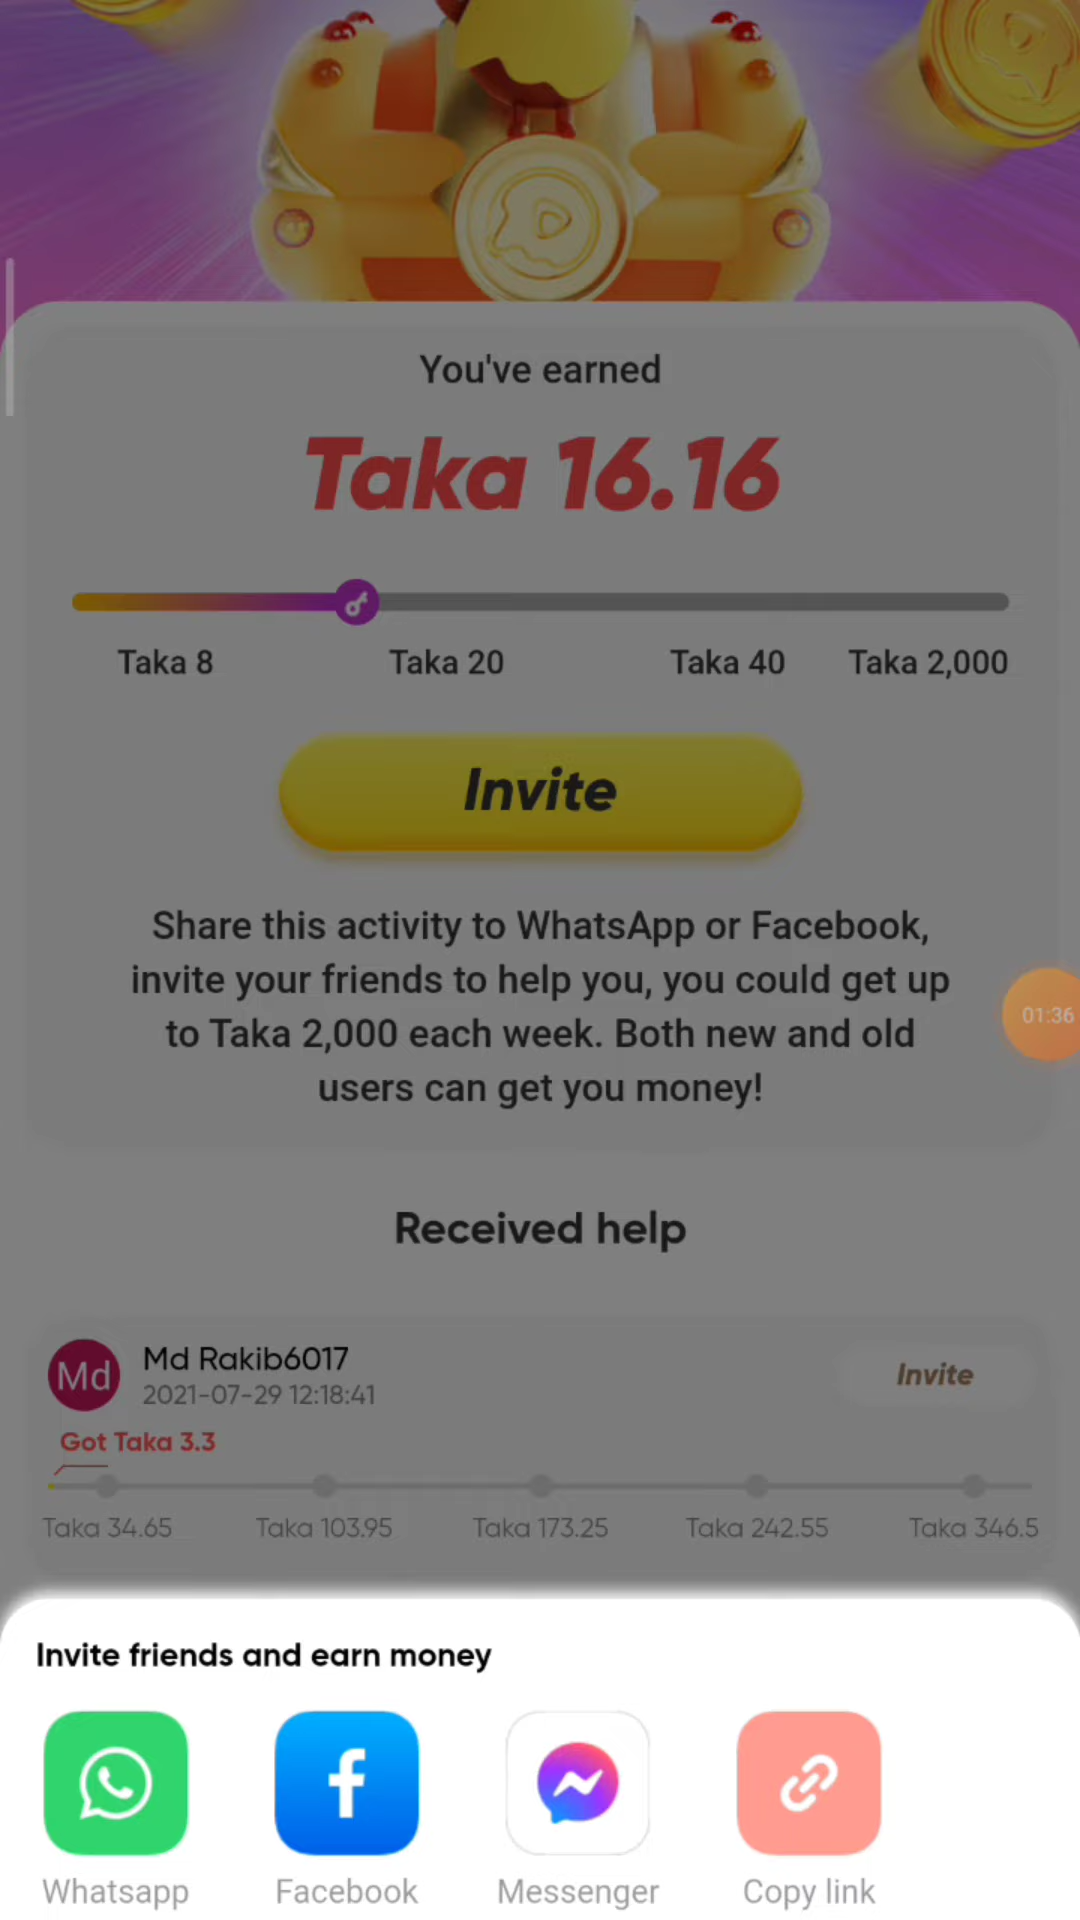 You've earned
Taka 16.16
Taka 8 Taka 20 Taka 40 Taka 2,000
Invite
Share this activity to WhatsApp or Facebook,
invite your friends to help you, you could get up
to Taka 2,000 each week. Both new and old
users can get you money!
01:36
Received help
Md Md Rakib6017
2021-07-29 12:18:41
Invite
Got Taka 3.3
Taka 34.65 Taka 103.95 Taka 173.25 Taka 242.55 Taka 346.5
Invite friends and earn money
Whatsapp Facebook Messenger Copy link